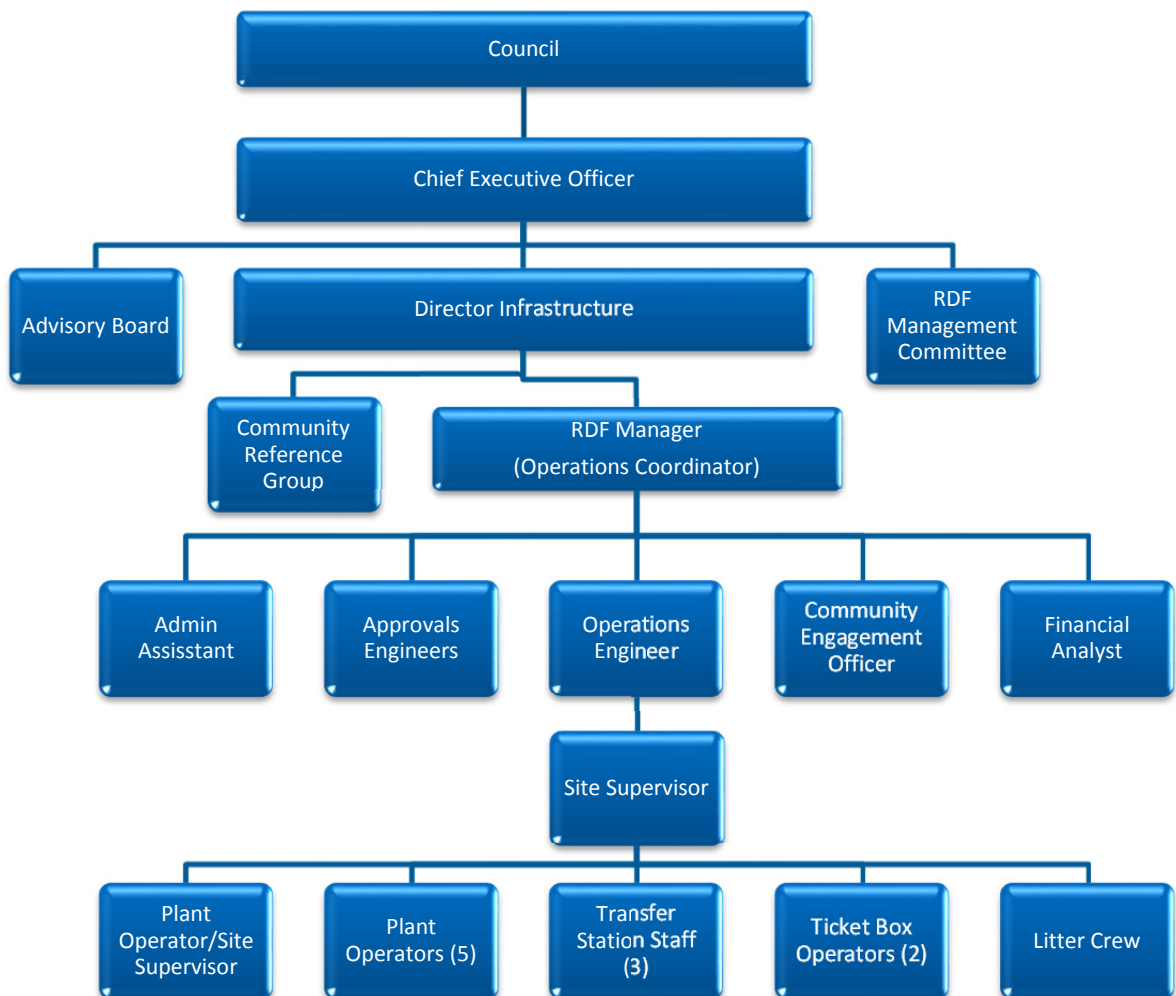 Council
Chief Executive Officer
Advisory Board
Director Infrastructure
RDF
Management
Committee
Community
Reference
Group
RDF Manager
(Operations Coordinator)
Admin
Assisstant
Approvals
Engineers
Operations
Engineer
Community
Engagement
Officer
Financial
Analyst
Site Supervisor
Plant
Operator/Site
Supervisor
Plant
Operators (5)
Transfer
Station Staff
(3)
Ticket Box
Operators (2)
Litter Crew